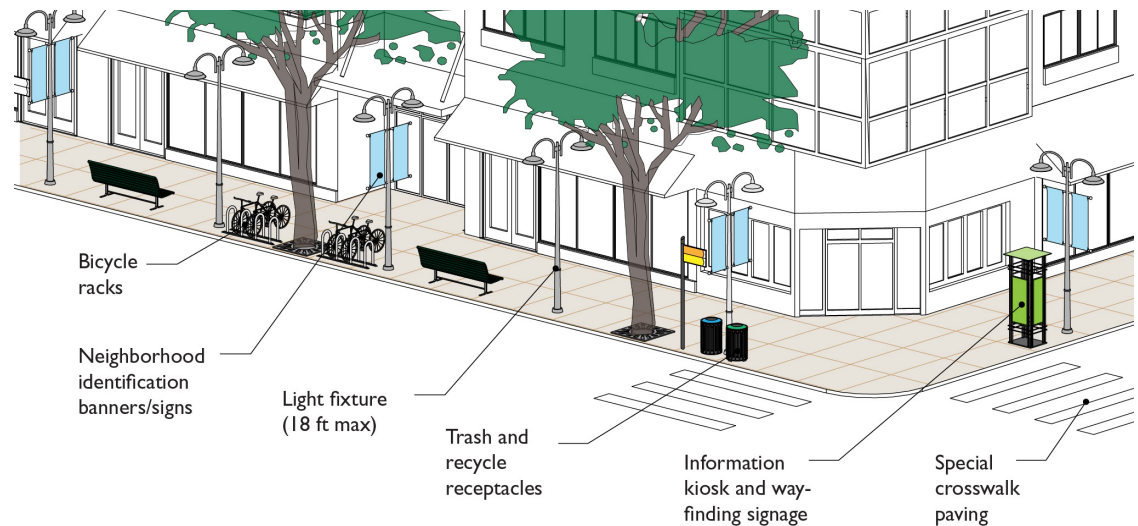 Bicycle
racks
Neighborhood
identification
banners/signs
Light fixture
(18 ft max)
Trash and
recycle
receptacles
Information
kiosk and way-
finding signage
Special
crosswalk
paving